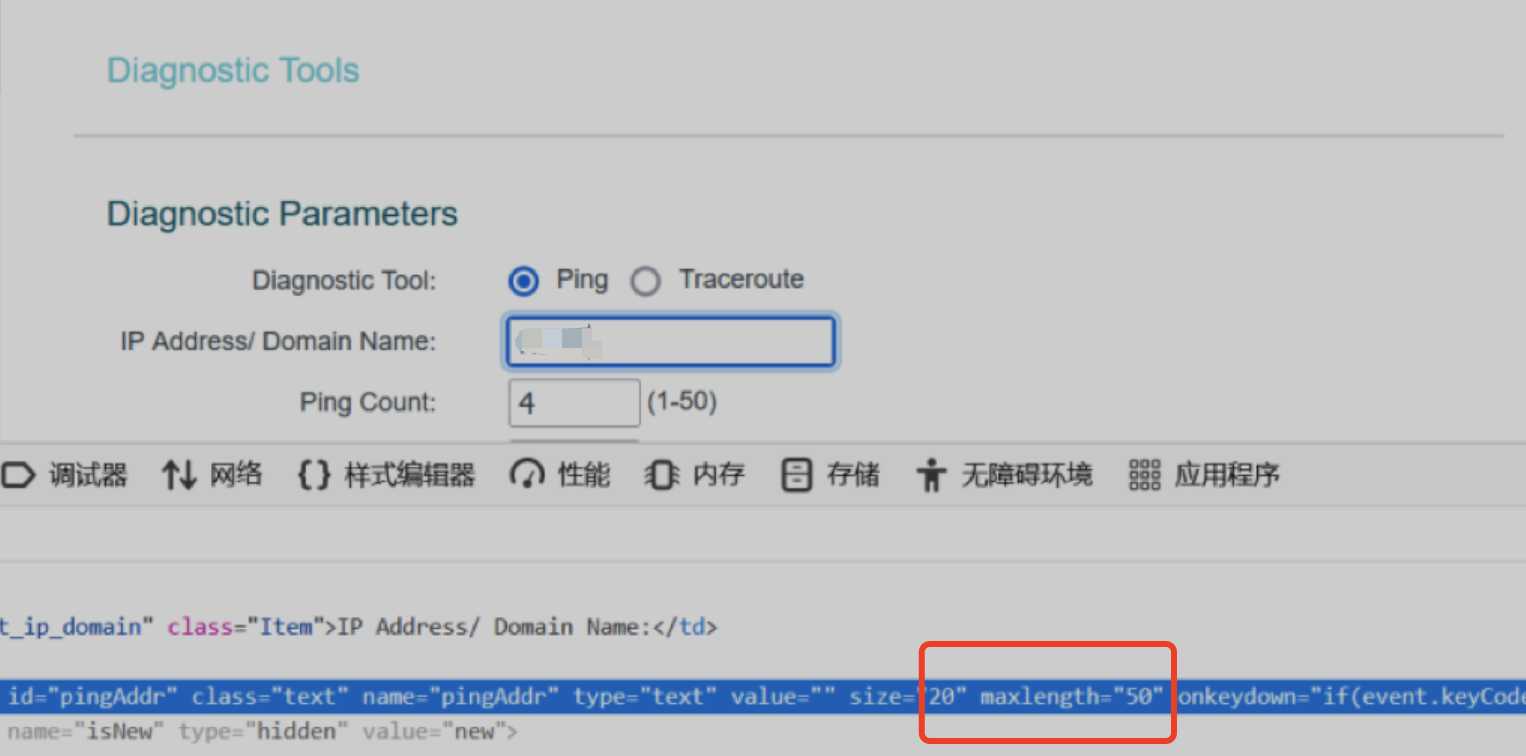 Diagnostic Tools
Diagnostic Parameters
Diagnostic Tool: Ping Traceroute
IP Address/ Domain Name:
Ping Count: 4 (1-50)
调试器 网络 {} 样式编辑器 性能 内存 存储 无障碍环境 应用程序
t_ip_domain" class="Item">IP Address/ Domain Name:</td>
id="pingAddr" class="text" name="pingAddr" type="text" value="" size="20" maxlength="50" onkeydown="if(event.keyCode
name="isNew" type="hidden" value="new">